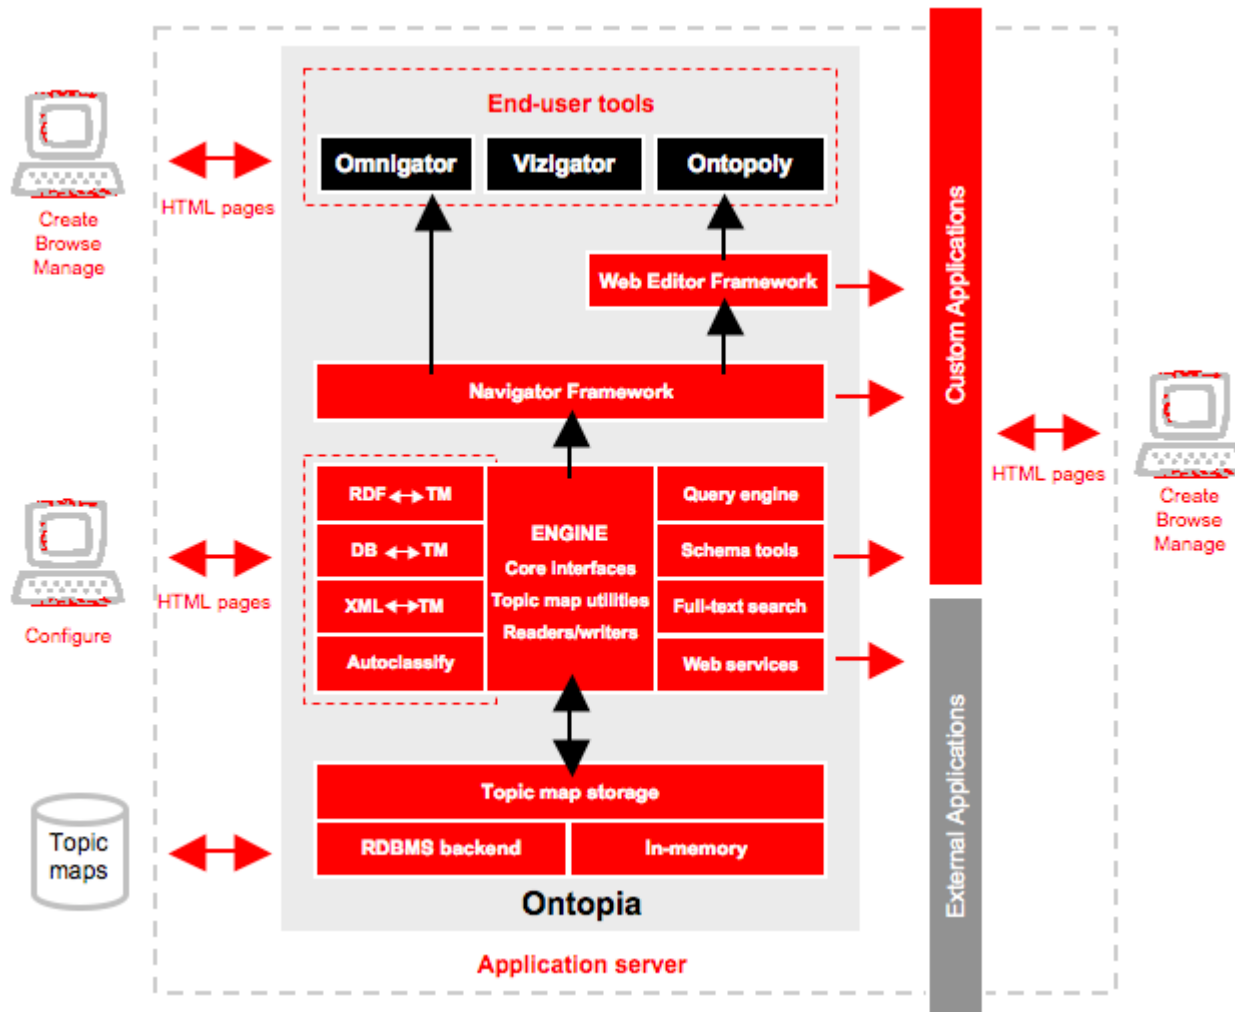 End-user tools
Omnigator
Vizigator
Ontopoly
HTML pages
Create
Browse
Manage
Web Editor Framework
Navigator Framework
Custom Applications
RDF↔TM
DB↔TM
XML↔TM
Autoclassify
ENGINE
Core interfaces
Topic map utilities
Readers/writers
Query engine
Schema tools
Full-text search
Web services
HTML pages
Configure
HTML pages
Create
Browse
Manage
External Applications
Topic map storage
RDBMS backend
In-memory
Topic
maps
Ontopia
Application server